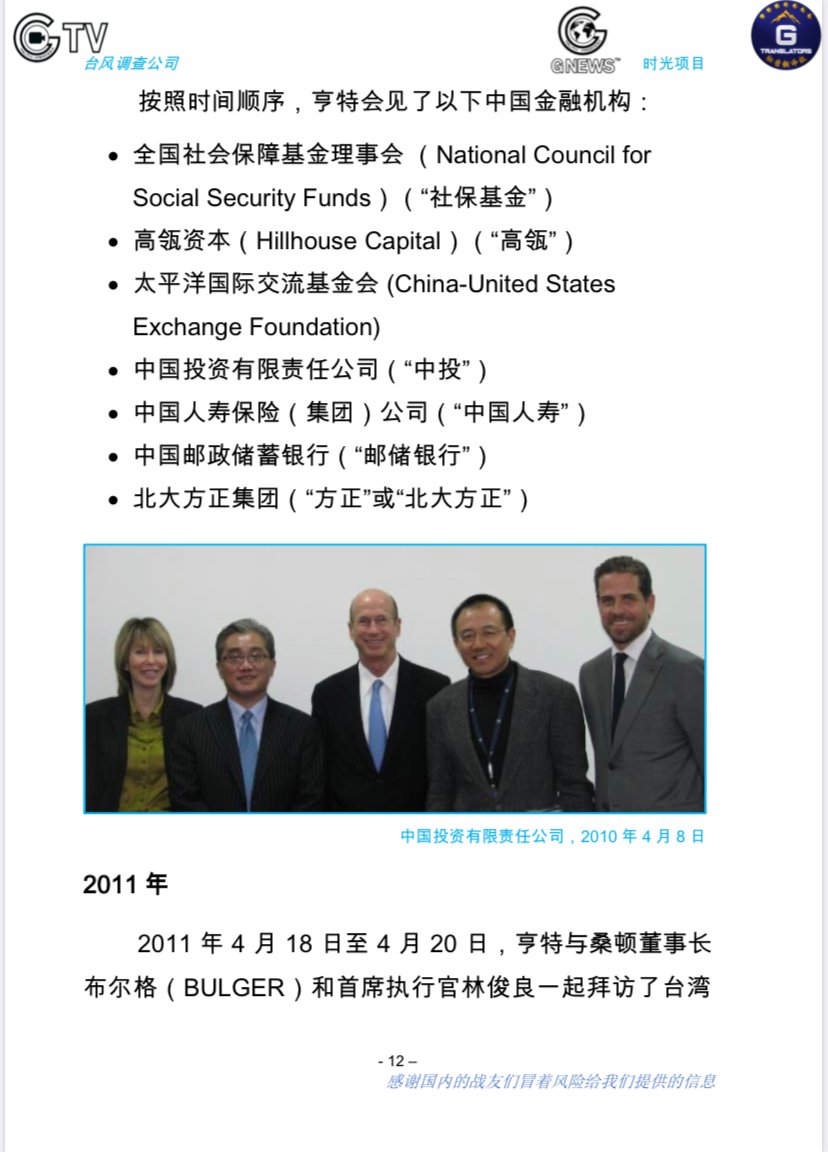 GTV
台风调查公司
GNEWS™
时光项目
G
TRANSLATORS
按照时间顺序，亨特会见了以下中国金融机构：
• 全国社会保障基金理事会 （National Council for
Social Security Funds）（“社保基金”）
• 高瓴资本（Hillhouse Capital）（“高瓴”）
• 太平洋国际交流基金会 (China-United States
Exchange Foundation)
• 中国投资有限责任公司（“中投”）
• 中国人寿保险（集团）公司（“中国人寿”）
• 中国邮政储蓄银行（“邮储银行”）
• 北大方正集团（“方正”或“北大方正”）
中国投资有限责任公司，2010 年 4 月 8 日
2011 年
2011 年 4 月 18 日至 4 月 20 日，亨特与桑顿董事长
布尔格（BULGER）和首席执行官林俊良一起拜访了台湾
- 12 –
感谢国内的战友们冒着风险给我们提供的信息